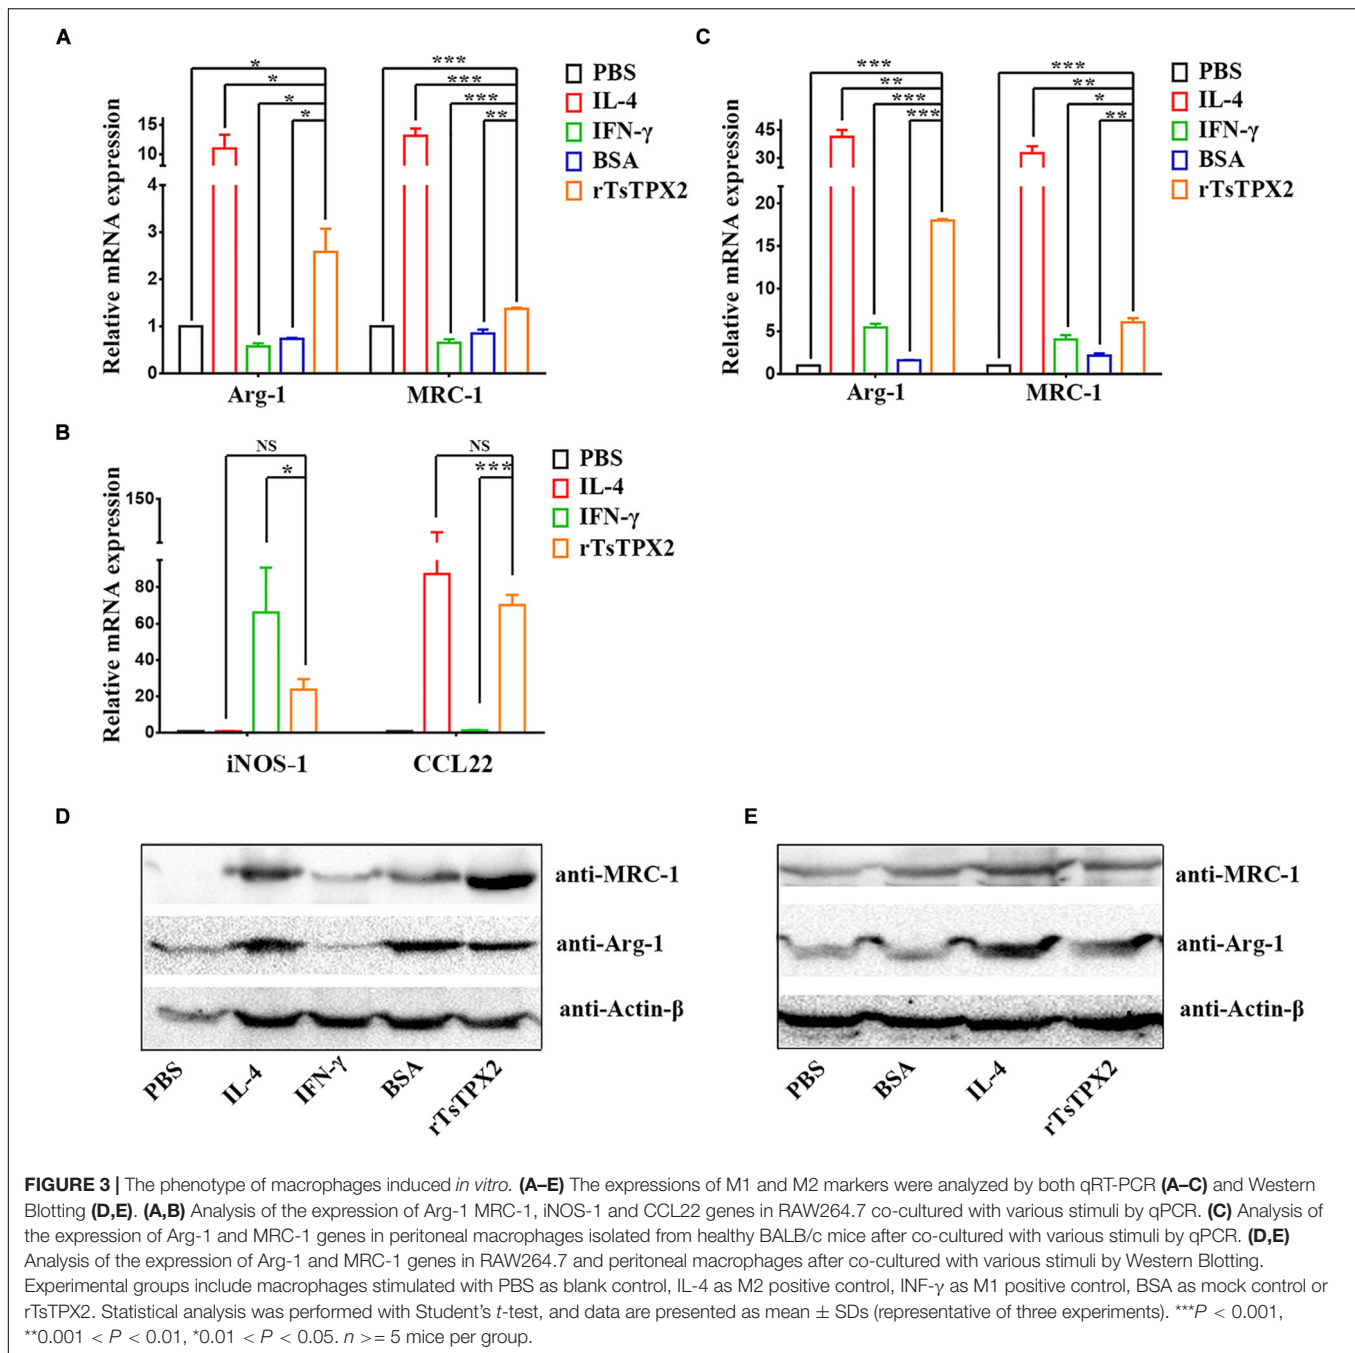 A
* *** 
* ***
* ***
* **
PBS
IL-4
IFN-γ
BSA
rTsTPX2
Relative mRNA expression
15
10
4
3
2
1
0
Arg-1 MRC-1
C
*** ***
** **
*** *
*** **
PBS
IL-4
IFN-γ
BSA
rTsTPX2
Relative mRNA expression
45
30
20
15
10
5
0
Arg-1 MRC-1
B
NS NS
* ***
PBS
IL-4
IFN-γ
rTsTPX2
Relative mRNA expression
150
80
60
40
20
0
iNOS-1 CCL22
D
anti-MRC-1
anti-Arg-1
anti-Actin-β
PBS IL-4 IFN-γ BSA rTsTPX2
E
anti-MRC-1
anti-Arg-1
anti-Actin-β
PBS BSA IL-4 rTsTPX2
FIGURE 3 | The phenotype of macrophages induced in vitro. (A–E) The expressions of M1 and M2 markers were analyzed by both qRT-PCR (A–C) and Western
Blotting (D,E). (A,B) Analysis of the expression of Arg-1 MRC-1, iNOS-1 and CCL22 genes in RAW264.7 co-cultured with various stimuli by qPCR. (C) Analysis of
the expression of Arg-1 and MRC-1 genes in peritoneal macrophages isolated from healthy BALB/c mice after co-cultured with various stimuli by qPCR. (D,E)
Analysis of the expression of Arg-1 and MRC-1 genes in RAW264.7 and peritoneal macrophages after co-cultured with various stimuli by Western Blotting.
Experimental groups include macrophages stimulated with PBS as blank control, IL-4 as M2 positive control, INF-γ as M1 positive control, BSA as mock control or
rTsTPX2. Statistical analysis was performed with Student's t-test, and data are presented as mean ± SDs (representative of three experiments). ***P < 0.001,
**0.001 < P < 0.01, *0.01 < P < 0.05. n >= 5 mice per group.